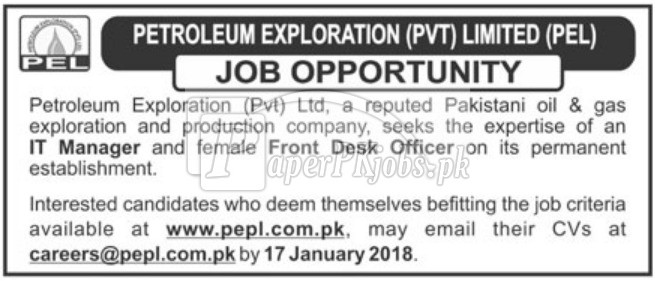 PETROLEUM EXPLORATION (PVT) LIMITED (PEL)
PEL
JOB OPPORTUNITY
Petroleum Exploration (Pvt) Ltd, a reputed Pakistani oil & gas
exploration and production company, seeks the expertise of an
IT Manager and female Front Desk Officer on its permanent
establishment.
PaperPkjobs.pk
Interested candidates who deem themselves befitting the job criteria
available at www.pepl.com.pk, may email their CVs at
careers@pepl.com.pk by 17 January 2018.